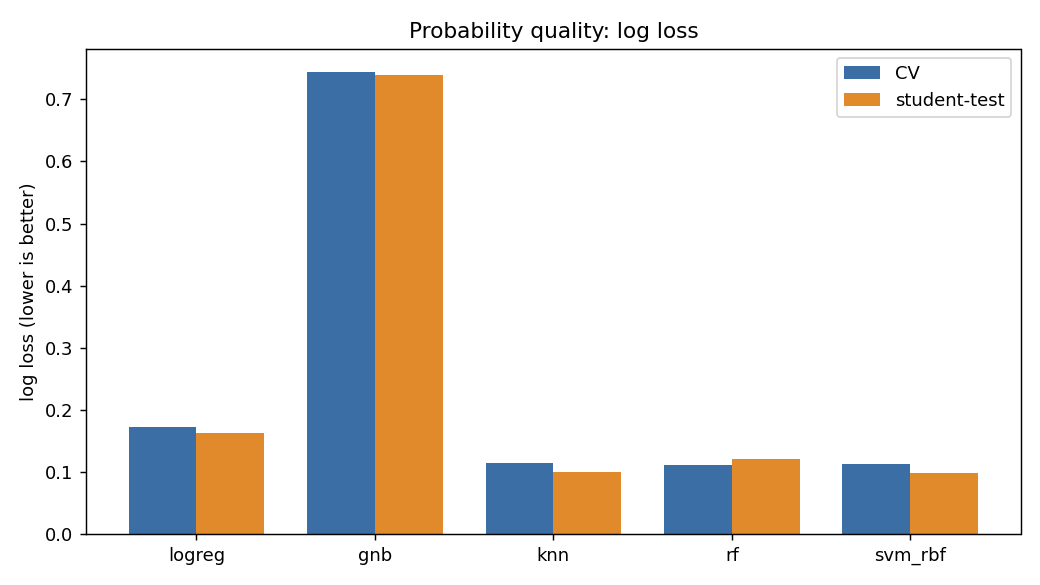 Probability quality: log loss
CV
student-test
log loss (lower is better)
0.7
0.6
0.5
0.4
0.3
0.2
0.1
0.0
logreg
gnb
knn
rf
svm_rbf